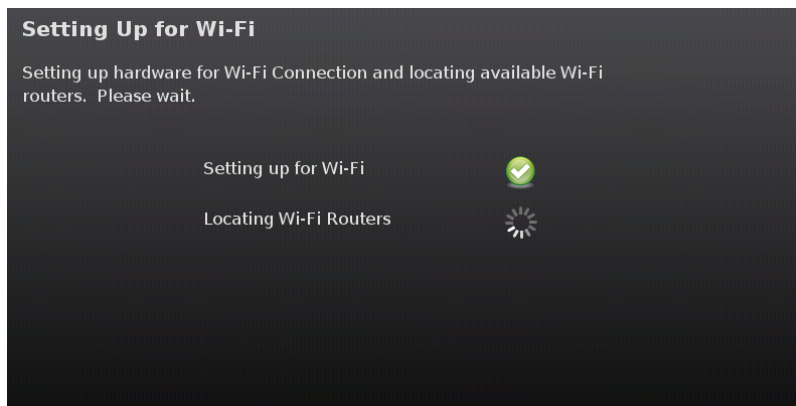 Setting Up for Wi-Fi
Setting up hardware for Wi-Fi Connection and locating available Wi-Fi
routers.  Please wait.
Setting up for Wi-Fi
Locating Wi-Fi Routers